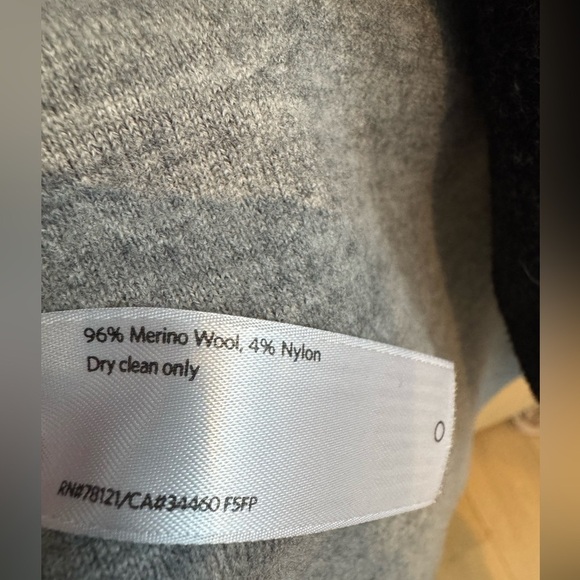 96% Merino Wool, 4% Nylon
Dry clean only
O
RN#78121/CA#34460 F5FP